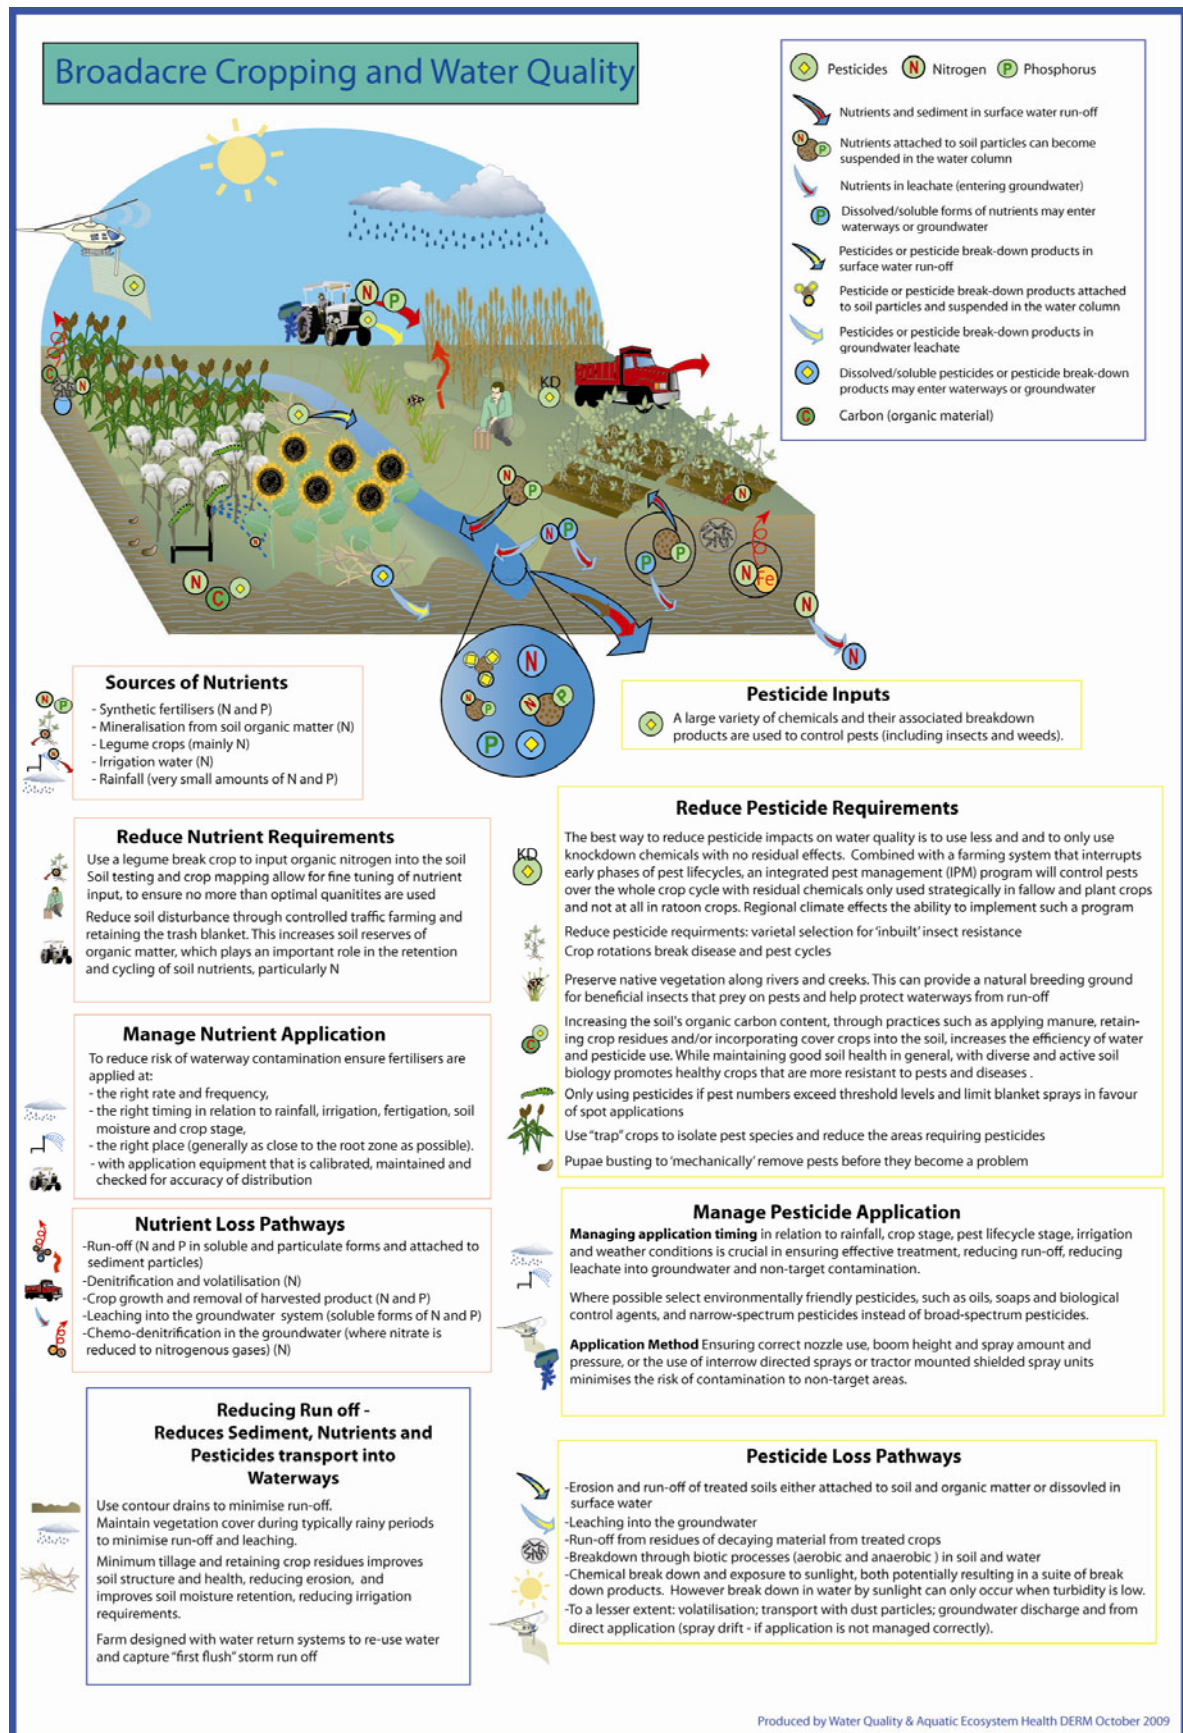 Broadacre Cropping and Water Quality
Pesticides N Nitrogen P Phosphorus
Nutrients and sediment in surface water run-off
N P Nutrients attached to soil particles can become
suspended in the water column
Nutrients in leachate (entering groundwater)
P Dissolved/soluble forms of nutrients may enter
waterways or groundwater
Pesticides or pesticide break-down products in
surface water run-off
Pesticide or pesticide break-down products attached
to soil particles and suspended in the water column
Pesticides or pesticide break-down products in
groundwater leachate
Dissolved/soluble pesticides or pesticide break-down
products may enter waterways or groundwater
C Carbon (organic material)
N P
C N
KD
N P
N
N P
P P
N Fe
N
N C
N
N
N
N P N P
P
Sources of Nutrients
N P - Synthetic fertilisers (N and P)
- Mineralisation from soil organic matter (N)
- Legume crops (mainly N)
- Irrigation water (N)
- Rainfall (very small amounts of N and P)
Pesticide Inputs
A large variety of chemicals and their associated breakdown
products are used to control pests (including insects and weeds).
Reduce Nutrient Requirements
Use a legume break crop to input organic nitrogen into the soil
Soil testing and crop mapping allow for fine tuning of nutrient
input, to ensure no more than optimal quanitites are used
Reduce soil disturbance through controlled traffic farming and
retaining the trash blanket. This increases soil reserves of
organic matter, which plays an important role in the retention
and cycling of soil nutrients, particularly N
Manage Nutrient Application
To reduce risk of waterway contamination ensure fertilisers are
applied at:
- the right rate and frequency,
- the right timing in relation to rainfall, irrigation, fertigation, soil
moisture and crop stage,
- the right place (generally as close to the root zone as possible).
- with application equipment that is calibrated, maintained and
checked for accuracy of distribution
Nutrient Loss Pathways
-Run-off (N and P in soluble and particulate forms and attached to
sediment particles)
-Denitrification and volatilisation (N)
-Crop growth and removal of harvested product (N and P)
-Leaching into the groundwater system (soluble forms of N and P)
-Chemo-denitrification in the groundwater (where nitrate is
reduced to nitrogenous gases) (N)
Reducing Run off -
Reduces Sediment, Nutrients and
Pesticides transport into
Waterways
Use contour drains to minimise run-off.
Maintain vegetation cover during typically rainy periods
to minimise run-off and leaching.
Minimum tillage and retaining crop residues improves
soil structure and health, reducing erosion, and
improves soil moisture retention, reducing irrigation
requirements.
Farm designed with water return systems to re-use water
and capture "first flush" storm run off
Reduce Pesticide Requirements
The best way to reduce pesticide impacts on water quality is to use less and and to only use
KD knockdown chemicals with no residual effects. Combined with a farming system that interrupts
early phases of pest lifecycles, an integrated pest management (IPM) program will control pests
over the whole crop cycle with residual chemicals only used strategically in fallow and plant crops
and not at all in ratoon crops. Regional climate effects the ability to implement such a program
Reduce pesticide requirments: varietal selection for 'inbuilt' insect resistance
Crop rotations break disease and pest cycles
Preserve native vegetation along rivers and creeks. This can provide a natural breeding ground
for beneficial insects that prey on pests and help protect waterways from run-off
Increasing the soil's organic carbon content, through practices such as applying manure, retain-
C ing crop residues and/or incorporating cover crops into the soil, increases the efficiency of water
and pesticide use. While maintaining good soil health in general, with diverse and active soil
biology promotes healthy crops that are more resistant to pests and diseases .
Only using pesticides if pest numbers exceed threshold levels and limit blanket sprays in favour
of spot applications
Use "trap" crops to isolate pest species and reduce the areas requiring pesticides
Pupae busting to 'mechanically' remove pests before they become a problem
Manage Pesticide Application
Managing application timing in relation to rainfall, crop stage, pest lifecycle stage, irrigation
and weather conditions is crucial in ensuring effective treatment, reducing run-off, reducing
leachate into groundwater and non-target contamination.
Where possible select environmentally friendly pesticides, such as oils, soaps and biological
control agents, and narrow-spectrum pesticides instead of broad-spectrum pesticides.
Application Method Ensuring correct nozzle use, boom height and spray amount and
pressure, or the use of interrow directed sprays or tractor mounted shielded spray units
minimises the risk of contamination to non-target areas.
Pesticide Loss Pathways
-Erosion and run-off of treated soils either attached to soil and organic matter or dissovled in
surface water
-Leaching into the groundwater
-Run-off from residues of decaying material from treated crops
-Breakdown through biotic processes (aerobic and anaerobic ) in soil and water
-Chemical break down and exposure to sunlight, both potentially resulting in a suite of break
down products. However break down in water by sunlight can only occur when turbidity is low.
-To a lesser extent: volatilisation; transport with dust particles; groundwater discharge and from
direct application (spray drift - if application is not managed correctly).
Produced by Water Quality & Aquatic Ecosystem Health DERM October 2009